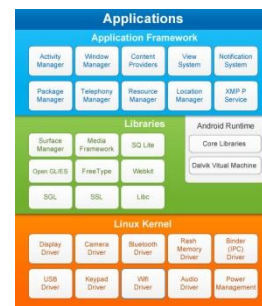 Applications
Application Framework
Activity Manager
Window Manager
Content Providers
View System
Notification System
Package Manager
Telephony Manager
Resource Manager
Location Manager
XMP P Service
Libraries
Surface Manager
Media Framework
SQ Lite
Open GL/ES
FreeType
Webkit
SGL
SSL
Libc
Android Runtime
Core Libraries
Dalvik Vitual Machine
Linux Kernel
Display Driver
Camera Driver
Bluetooth Driver
Rash Memory Driver
Binder (IPC) Driver
USB Driver
Keypad Driver
Wifi Driver
Audio Driver
Power Management